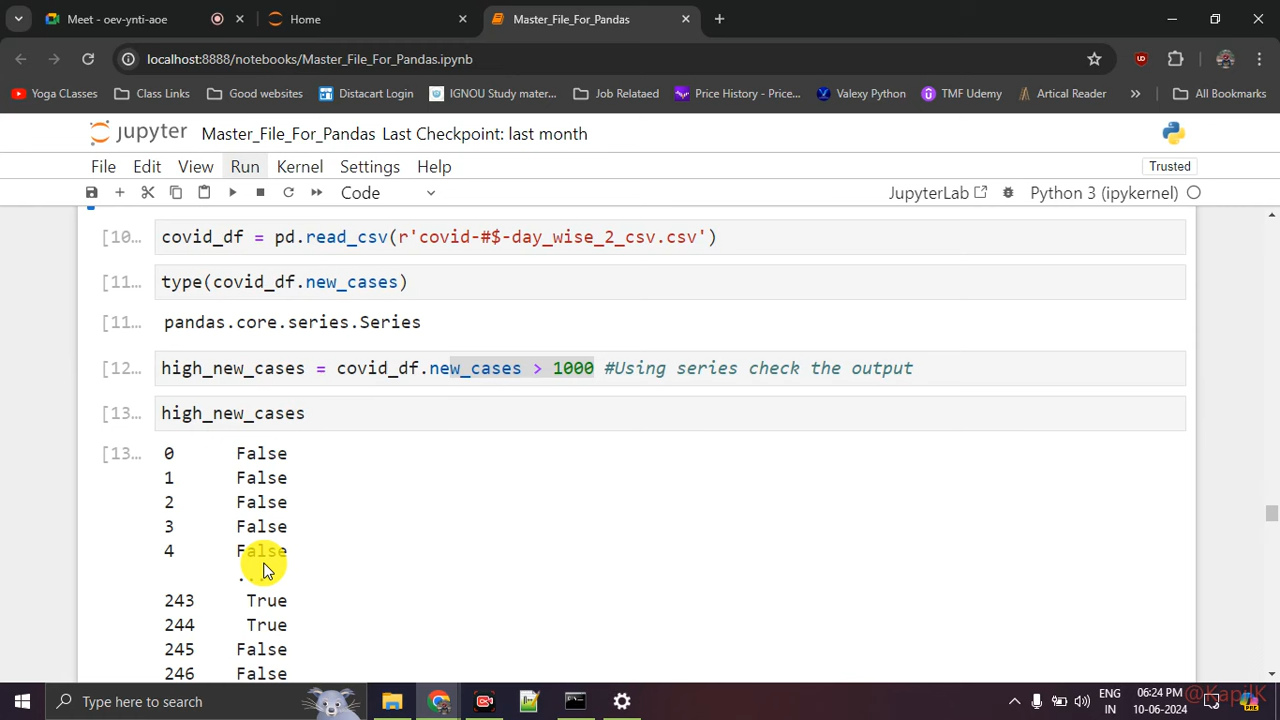 Meet - oev-ynti-aoe
Home
Master_File_For_Pandas
localhost:8888/notebooks/Master_File_For_Pandas.ipynb
UD
Yoga CLasses
Class Links
Good websites
Distacart Login
IGNOU Study mater...
Job Relataed
Price History - Price...
Valexy Python
TMF Udemy
Artical Reader
All Bookmarks
jupyter
Master_File_For_Pandas Last Checkpoint: last month
File Edit View Run Kernel Settings Help
Trusted
Code
JupyterLab
Python 3 (ipykernel)
[10… covid_df = pd.read_csv(r'covid-#$-day_wise_2_csv.csv')
[11… type(covid_df.new_cases)
[11… pandas.core.series.Series
[12… high_new_cases = covid_df.new_cases > 1000 #Using series check the output
[13… high_new_cases
[13… 0 False
1 False
2 False
3 False
4 False
...
243 True
244 True
245 False
246 False
Type here to search
ENG
IN
06:24 PM
10-06-2024
@KapilK
PRE